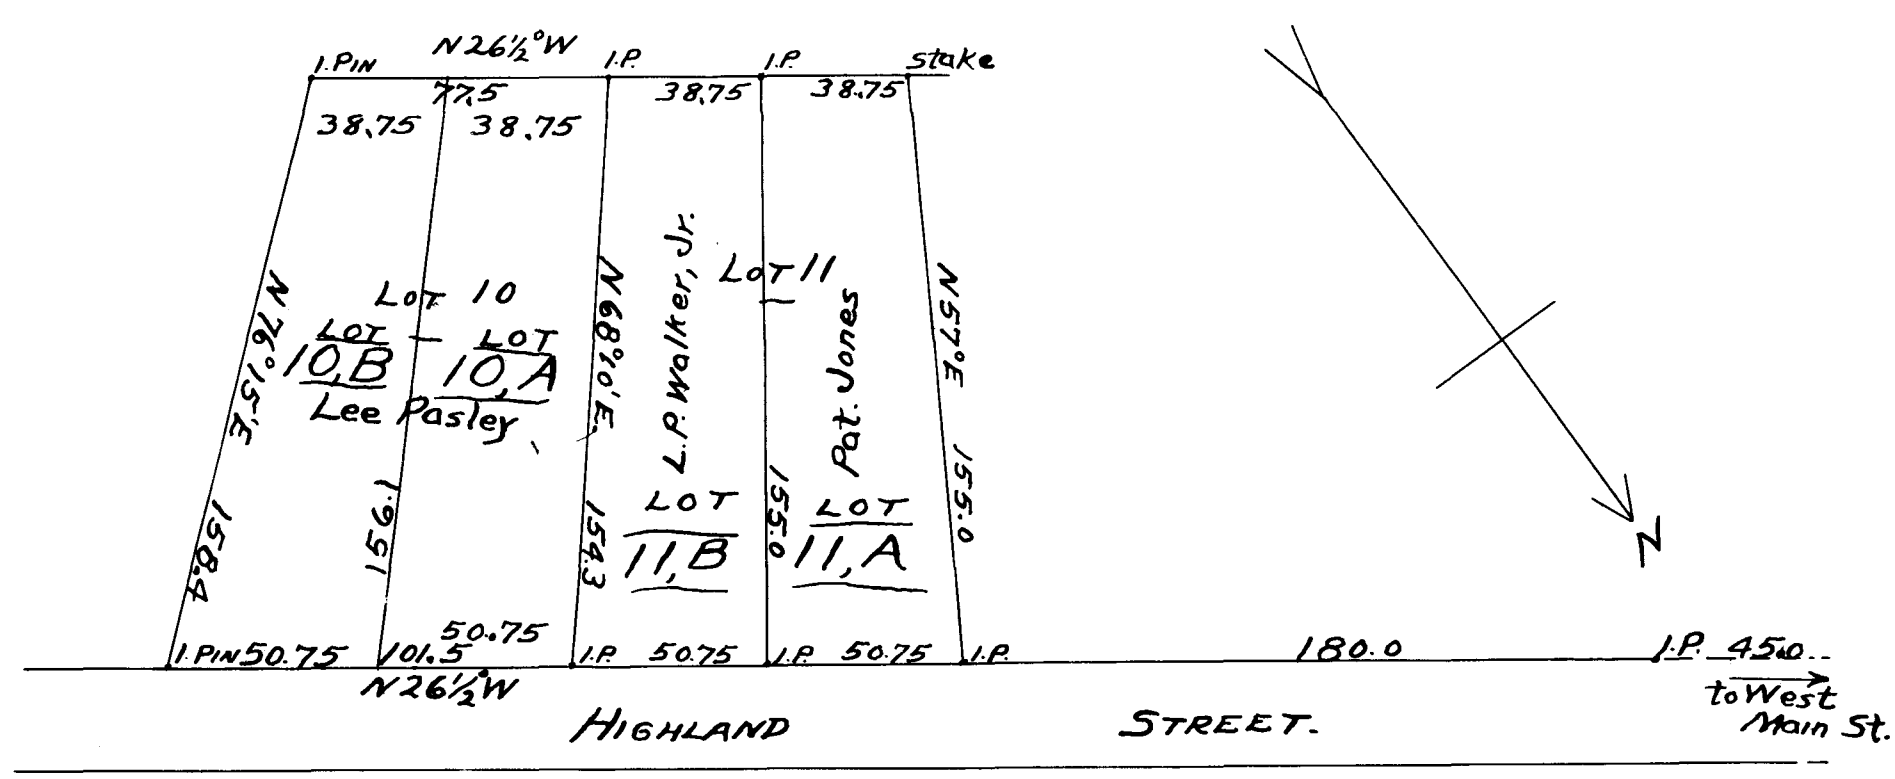 N 26½° W
I. PIN
I.P.
I.P.
Stake
77.5
38.75
38.75
38.75
38.75
N 76° 15' E
158.4
156.1
LOT 10
LOT
10, B
LOT
10, A
Lee Pasley
N 68° 10' E.
154.3
L.P. Walker, Jr.
LOT
11, B
LOT 11
155.0
Pat. Jones
LOT
11, A
N 57° E
155.0
N
I. PIN
50.75
50.75
101.5
I.P.
50.75
I.P.
50.75
I.P.
180.0
I.P.
45.0
N 26½° W
to West
Main St.
HIGHLAND STREET.